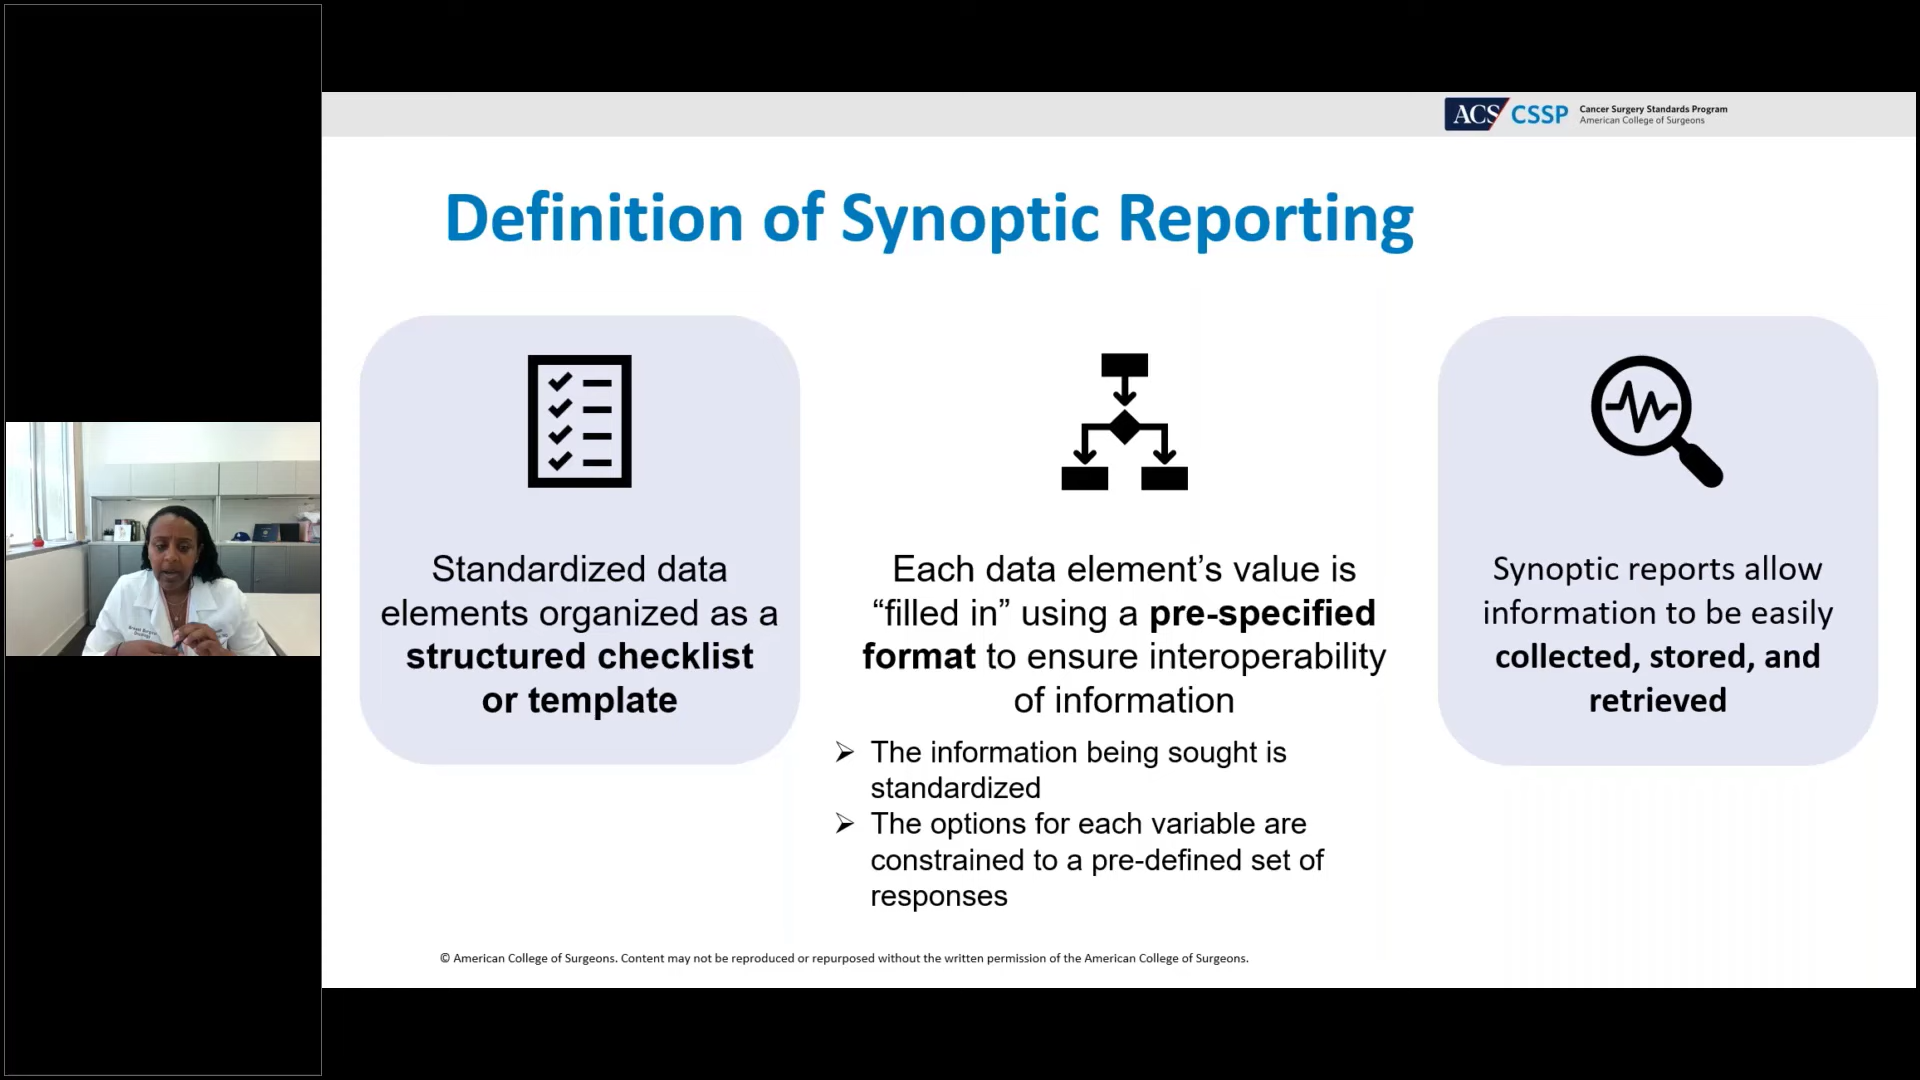 ACS CSSP Cancer Surgery Standards Program
American College of Surgeons
Definition of Synoptic Reporting
Standardized data
elements organized as a
structured checklist
or template
Each data element’s value is
“filled in” using a pre-specified
format to ensure interoperability
of information
➢ The information being sought is
standardized
➢ The options for each variable are
constrained to a pre-defined set of
responses
Synoptic reports allow
information to be easily
collected, stored, and
retrieved
© American College of Surgeons. Content may not be reproduced or repurposed without the written permission of the American College of Surgeons.